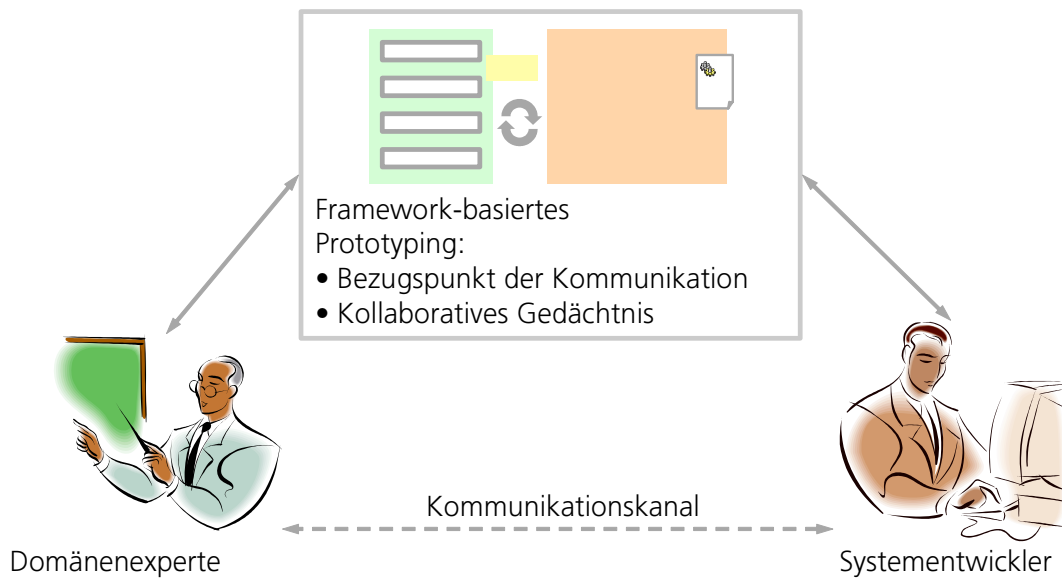 Framework-basiertes
Prototyping:
• Bezugspunkt der Kommunikation
• Kollaboratives Gedächtnis
Kommunikationskanal
Domänenexperte
Systementwickler